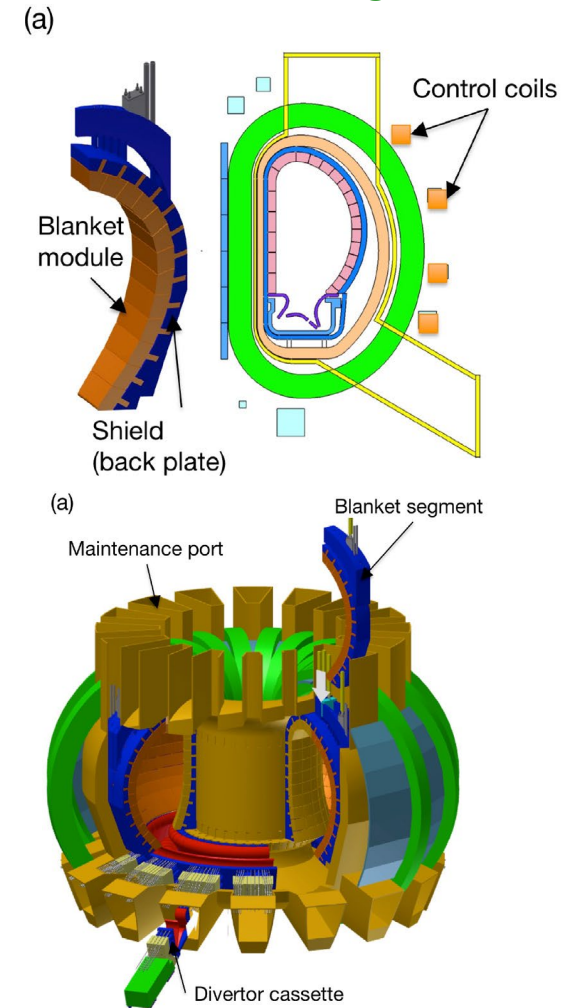 (a)
Control coils
Blanket
module
Shield
(back plate)
(a)
Blanket segment
Maintenance port
Divertor cassette